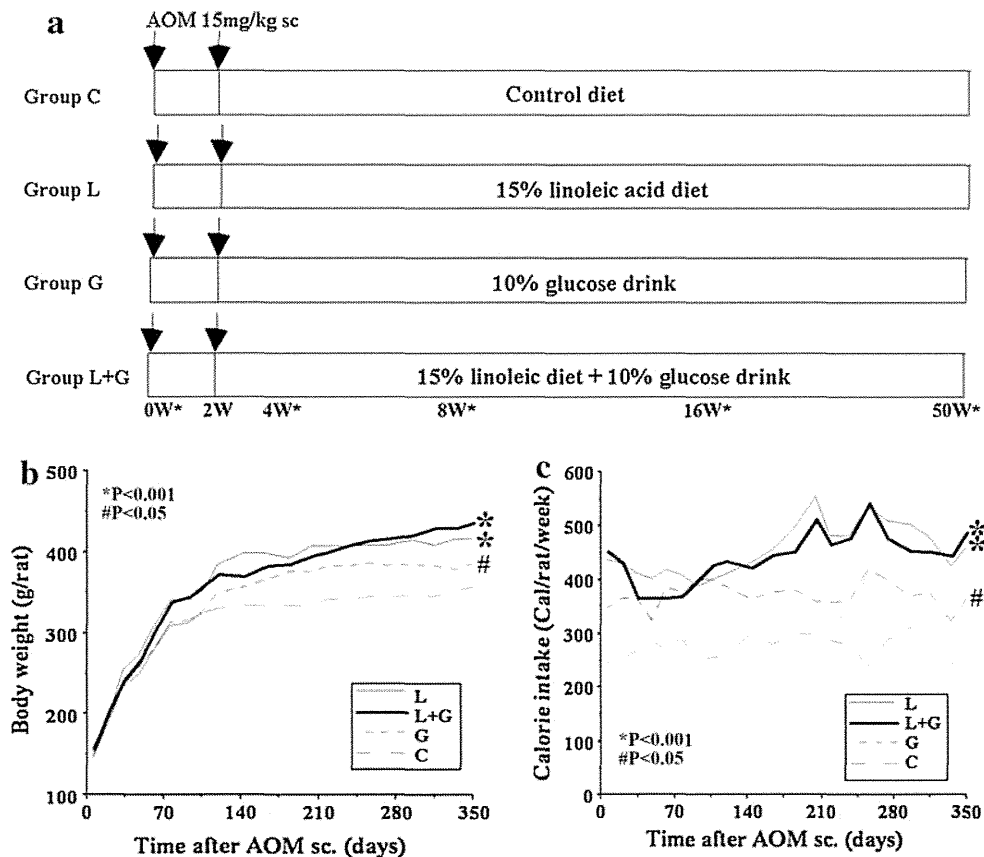 a
AOM 15mg/kg sc
Group C
Control diet
Group L
15% linoleic acid diet
Group G
10% glucose drink
Group L+G
15% linoleic diet + 10% glucose drink
0W* 2W 4W* 8W* 16W* 50W*
b
500
400
300
200
100
Body weight (g/rat)
*P<0.001
#P<0.05
*
*
#
L
L+G
G
C
0 70 140 210 280 350
Time after AOM sc. (days)
c
600
500
400
300
200
100
0
Calorie intake (Cal/rat/week)
*
*
#
*P<0.001
#P<0.05
L
L+G
G
C
0 70 140 210 280 350
Time after AOM sc. (days)